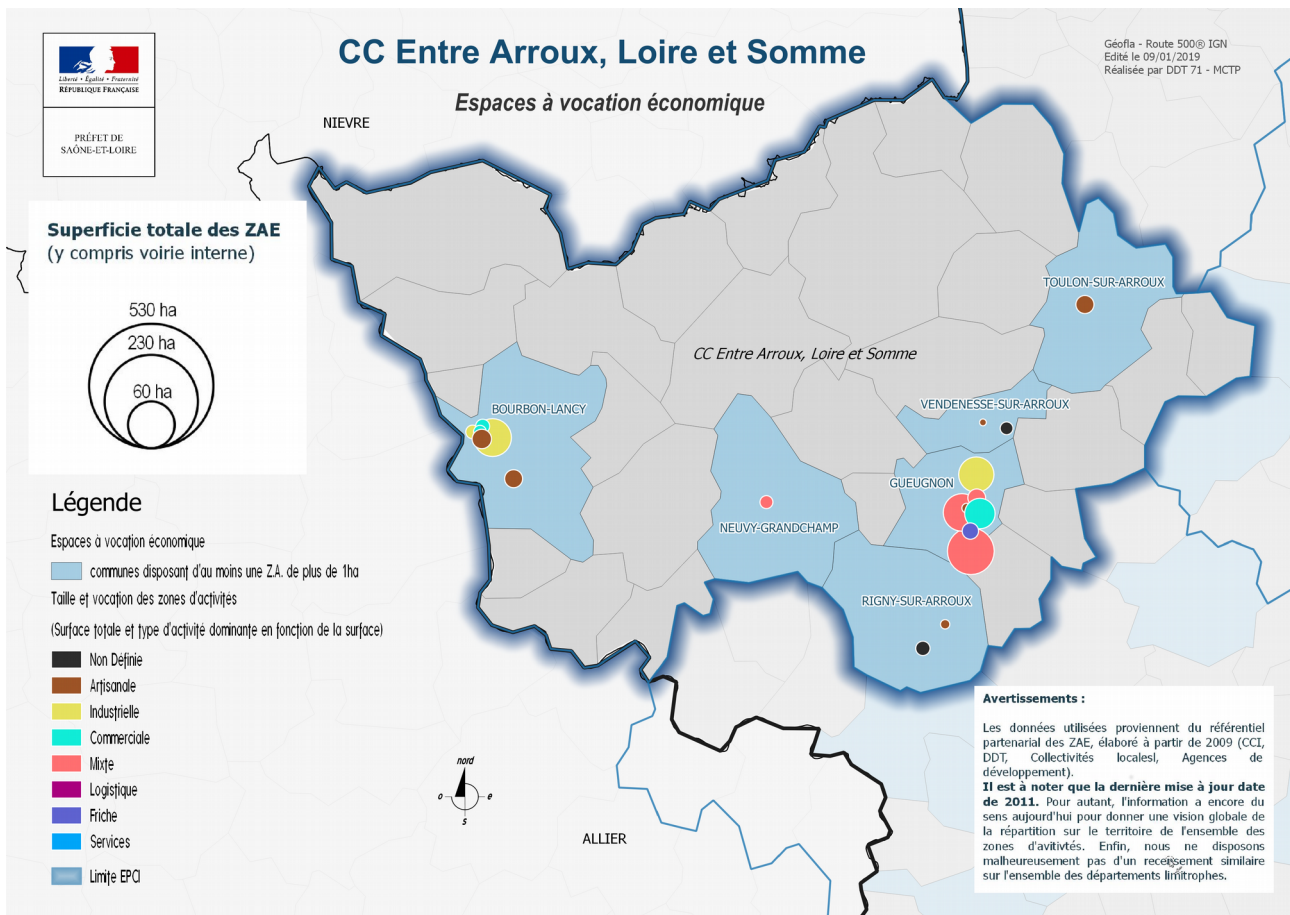 Liberté • Égalité • Fraternité
RÉPUBLIQUE FRANÇAISE
PRÉFET DE
SAÔNE-ET-LOIRE
CC Entre Arroux, Loire et Somme
Espaces à vocation économique
Géofla - Route 500® IGN
Edité le 09/01/2019
Réalisée par DDT 71 - MCTP
NIEVRE
Superficie totale des ZAE
(y compris voirie interne)
530 ha
230 ha
60 ha
TOULON-SUR-ARROUX
CC Entre Arroux, Loire et Somme
BOURBON-LANCY
VENDENESSE-SUR-ARROUX
GUEUGNON
NEUVY-GRANDCHAMP
RIGNY-SUR-ARROUX
Légende
Espaces à vocation économique
communes disposant d'au moins une Z.A. de plus de 1ha
Taille et vocation des zones d'activités
(Surface totale et type d'activité dominante en fonction de la surface)
Non Définie
Artisanale
Industrielle
Commerciale
Mixte
Logistique
Friche
Services
Limite EPCI
nord
o
e
s
ALLIER
Avertissements :
Les données utilisées proviennent du référentiel
partenarial des ZAE, élaboré à partir de 2009 (CCI,
DDT, Collectivités localesl, Agences de
développement).
Il est à noter que la dernière mise à jour date
de 2011. Pour autant, l'information a encore du
sens aujourd'hui pour donner une vision globale de
la répartition sur le territoire de l'ensemble des
zones d'avitivtés. Enfin, nous ne disposons
malheureusement pas d'un recensement similaire
sur l'ensemble des départements limitrophes.